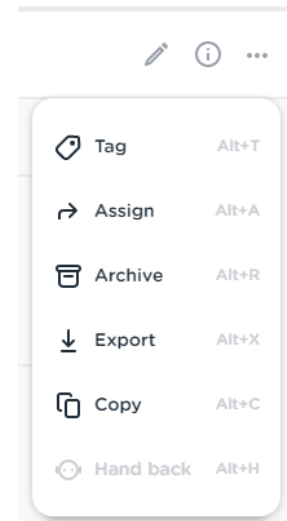 Tag Alt+T
Assign Alt+A
Archive Alt+R
Export Alt+X
Copy Alt+C
Hand back Alt+H